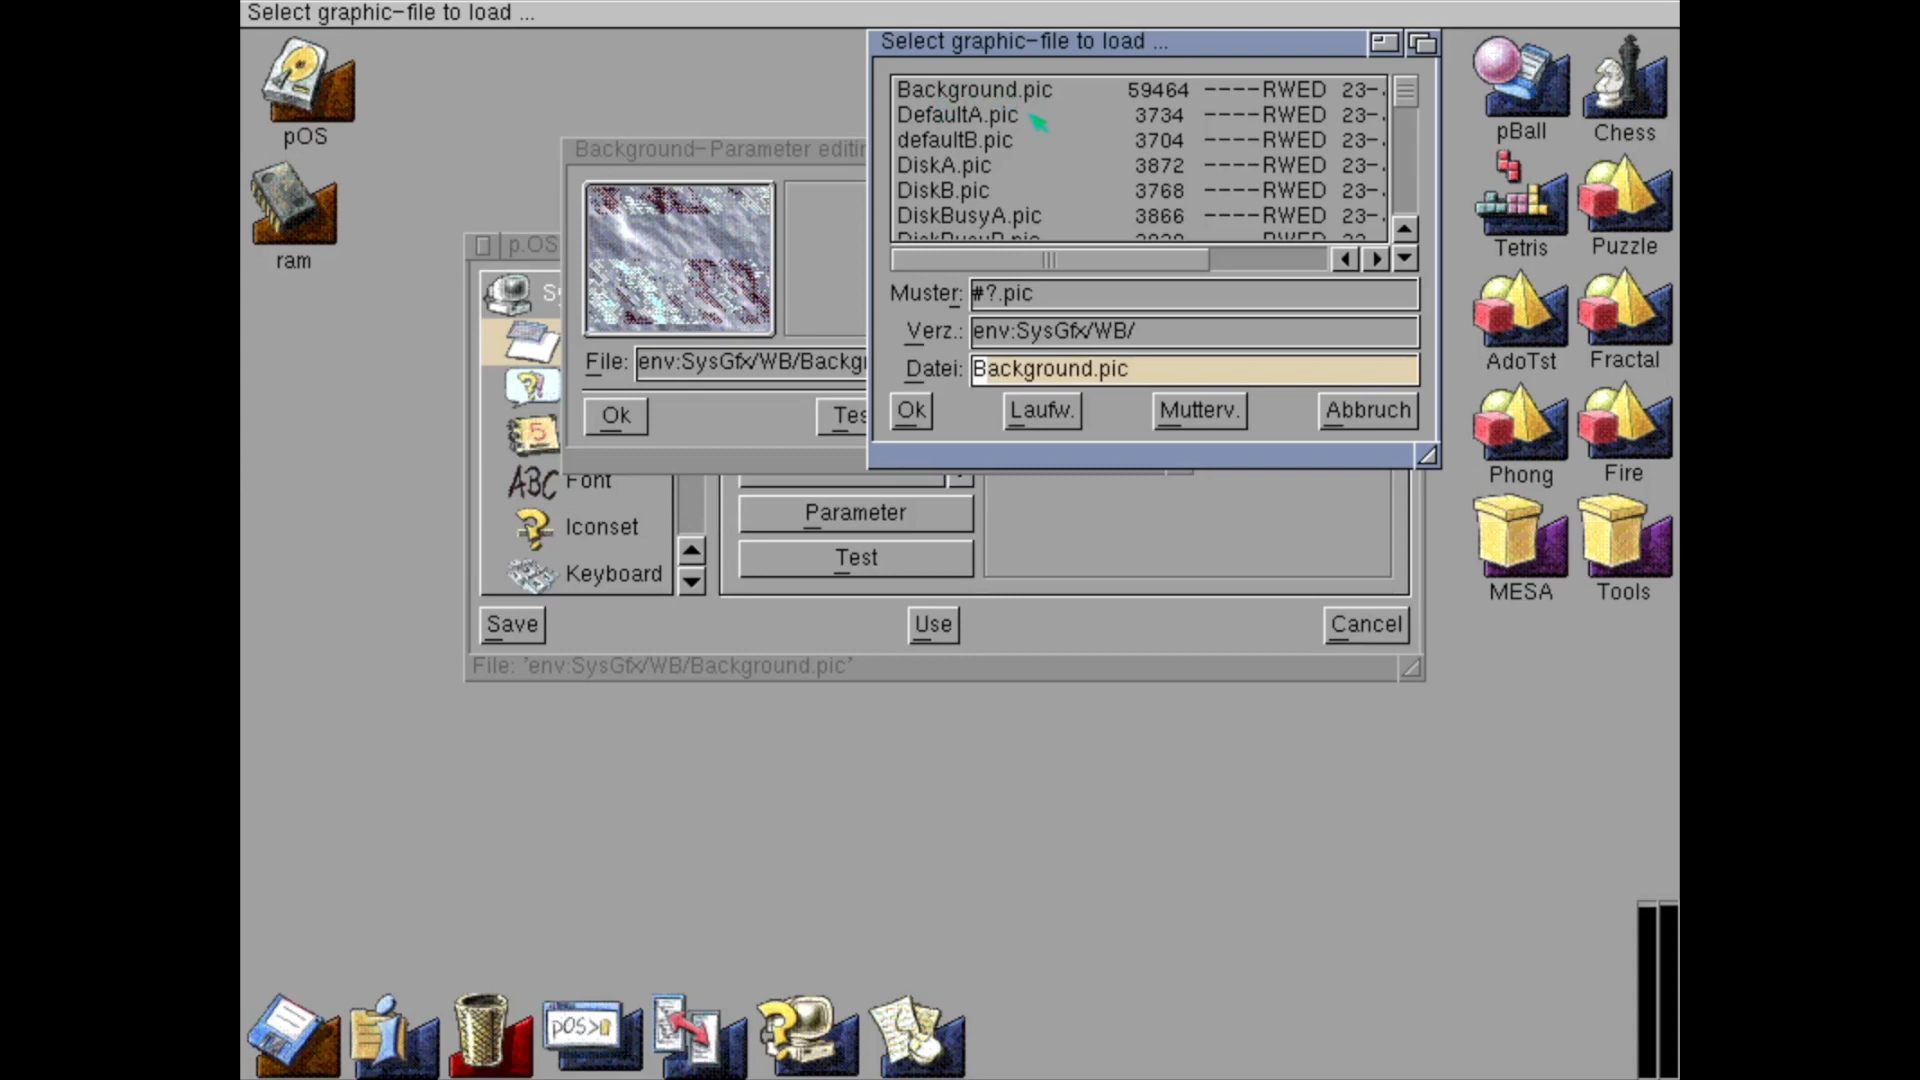 Select graphic-file to load ...
pOS
ram
Select graphic-file to load ...
Background.pic 59464 ----RWED 23-.
DefaultA.pic 3734 ----RWED 23-.
defaultB.pic 3704 ----RWED 23-.
DiskA.pic 3872 ----RWED 23-.
DiskB.pic 3768 ----RWED 23-.
DiskBusyA.pic 3866 ----RWED 23-.
Muster: #?.pic
Verz.: env:SysGfx/WB/
Datei: Background.pic
Ok Laufw. Mutterv. Abbruch
Background-Parameter editin
File: env:SysGfx/WB/Backgr
Ok Tes
p.OS
Sy
5
ABC Font
Iconset
Keyboard
Parameter
Test
Save Use Cancel
File: 'env:SysGfx/WB/Background.pic'
pBall Chess
Tetris Puzzle
AdoTst Fractal
Phong Fire
MESA Tools
pOS>